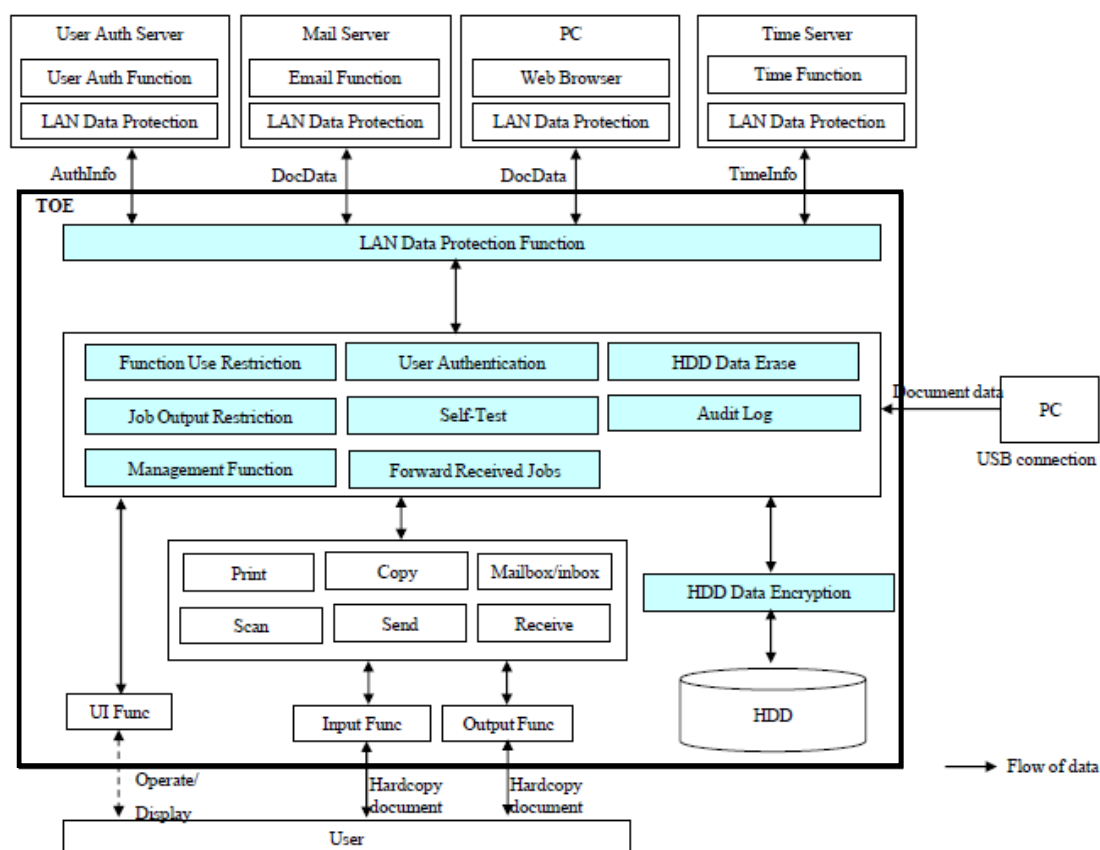 User Auth Server
User Auth Function
LAN Data Protection
Mail Server
Email Function
LAN Data Protection
PC
Web Browser
LAN Data Protection
Time Server
Time Function
LAN Data Protection
AuthInfo
DocData
DocData
TimeInfo
TOE
LAN Data Protection Function
Function Use Restriction
User Authentication
HDD Data Erase
Job Output Restriction
Self-Test
Audit Log
Management Function
Forward Received Jobs
Document data
PC
USB connection
Print
Copy
Mailbox/inbox
Scan
Send
Receive
HDD Data Encryption
HDD
UI Func
Input Func
Output Func
Flow of data
Operate/
Display
Hardcopy
document
Hardcopy
document
User